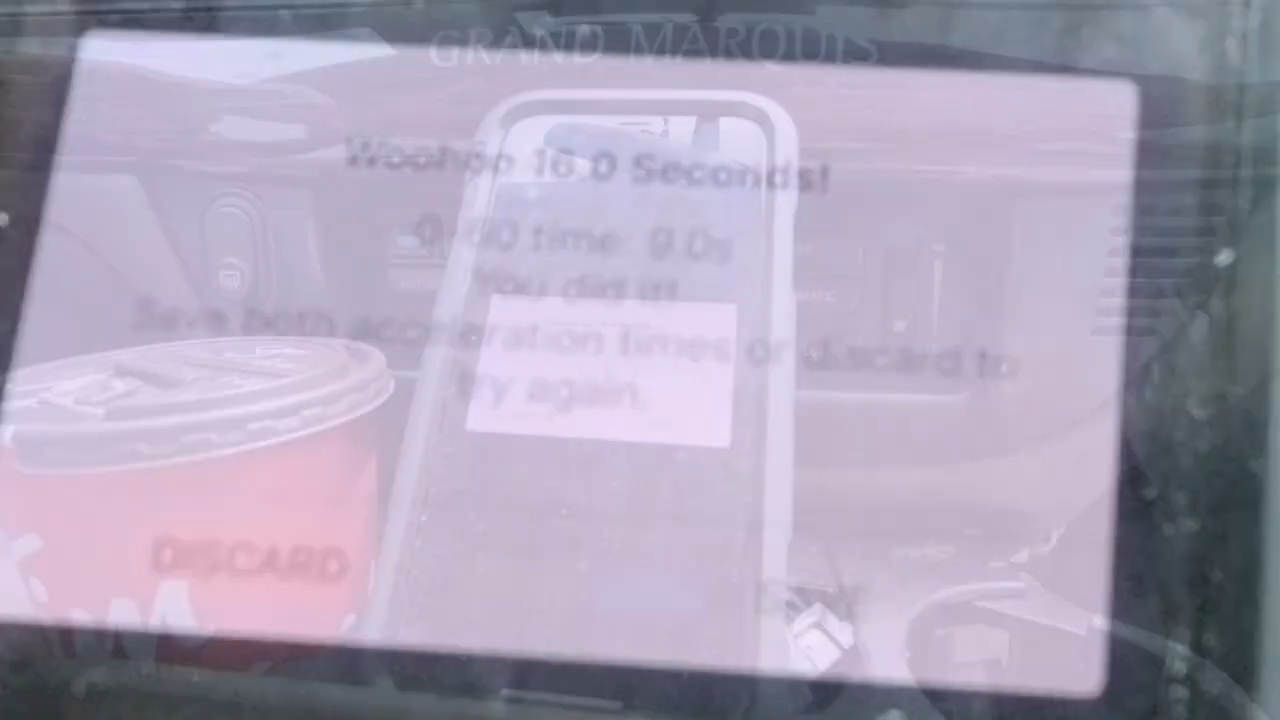 GRAND MARQUIS
Woohoo 16.0 Seconds!
0-60 time: 9.0s
You did it!
Save both acceleration times or discard to
try again.
DISCARD